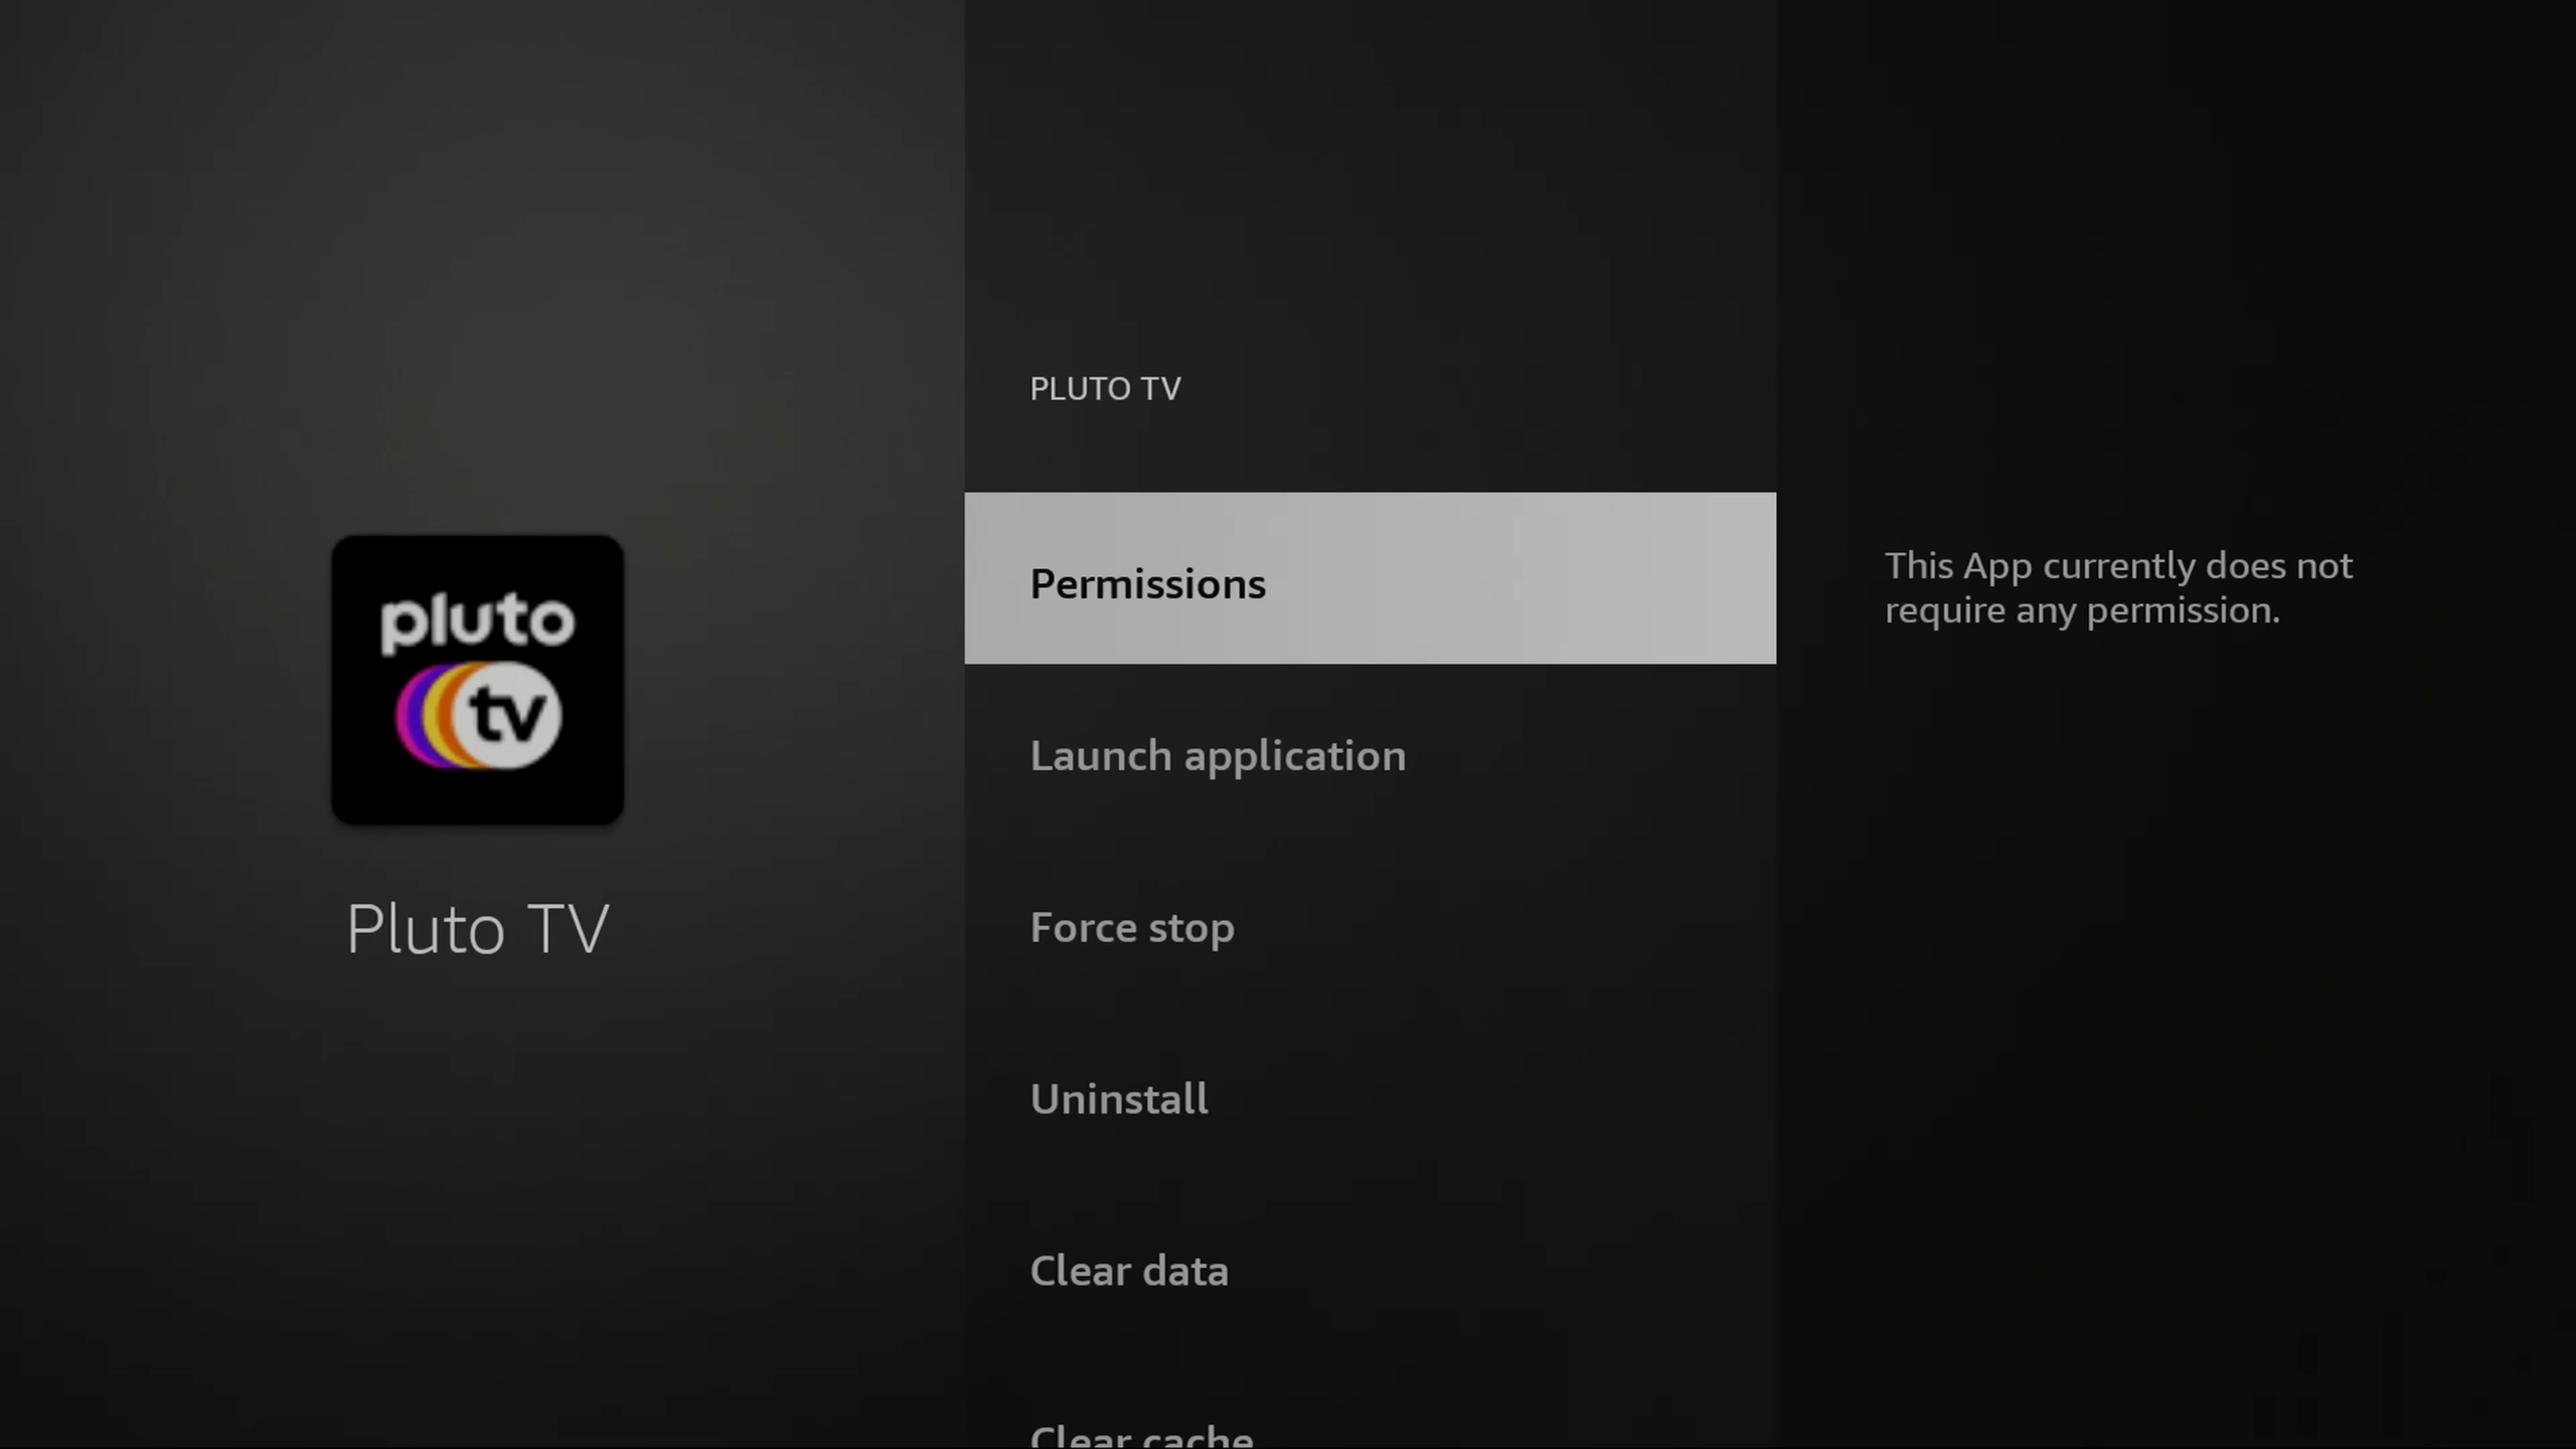 pluto
tv
Pluto TV
PLUTO TV
Permissions
Launch application
Force stop
Uninstall
Clear data
Clear cache
This App currently does not
require any permission.